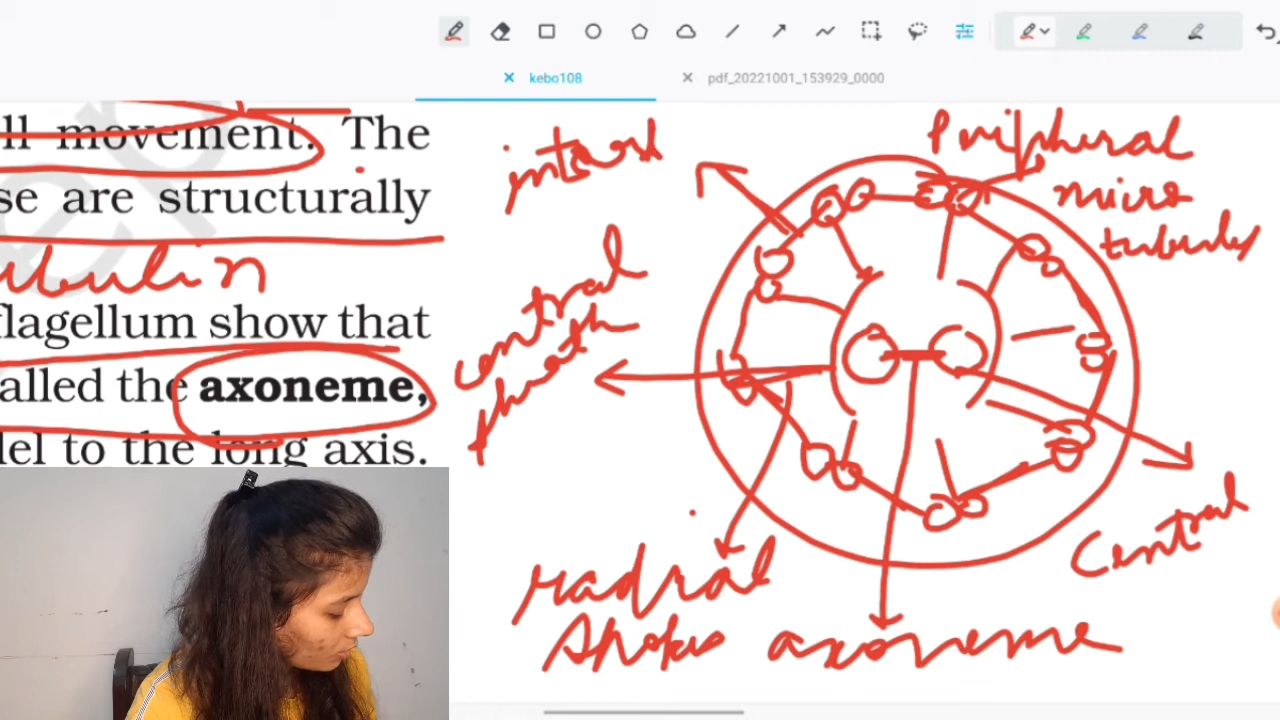 kebo108
pdf_20221001_153929_0000
ll movement. The
se are structurally
ubulin
flagellum show that
alled the axoneme,
lel to the long axis.
Peripheral
micro
tubules
central
sheath
Central
radial
Spokes
axoneme